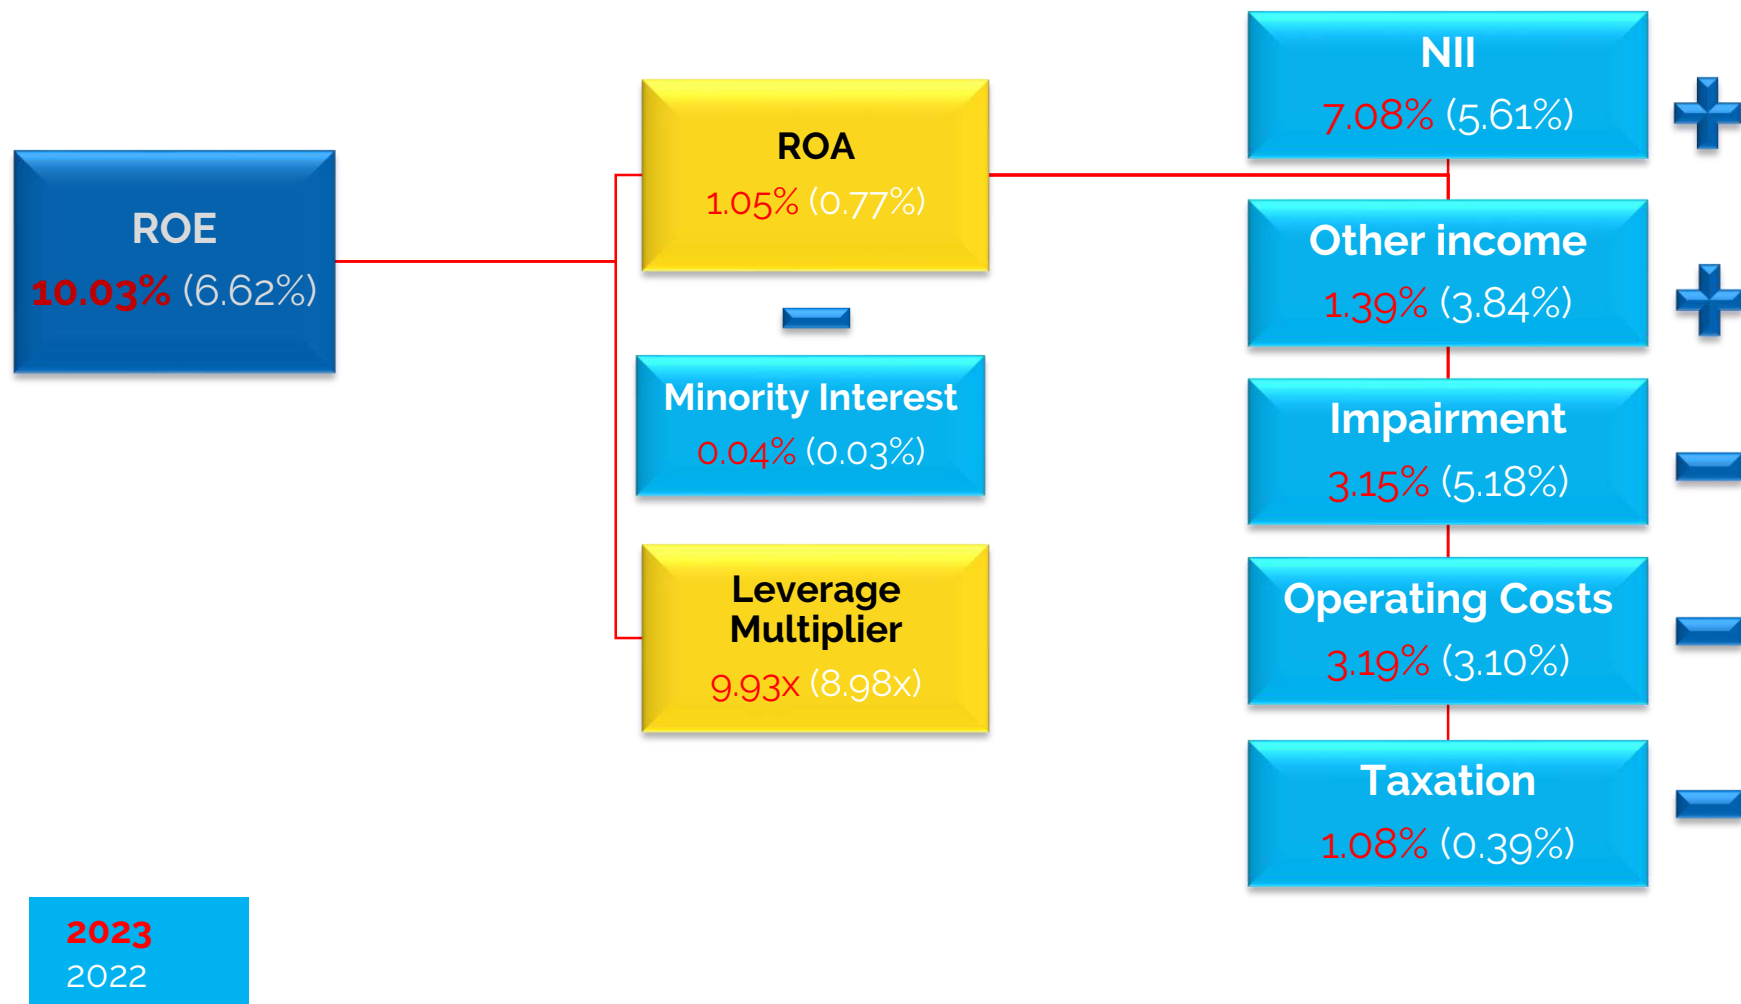 ROE
10.03% (6.62%)
ROA
1.05% (0.77%)
Minority Interest
0.04% (0.03%)
Leverage
Multiplier
9.93x (8.98x)
NII
7.08% (5.61%)
Other income
1.39% (3.84%)
Impairment
3.15% (5.18%)
Operating Costs
3.19% (3.10%)
Taxation
1.08% (0.39%)
2023
2022